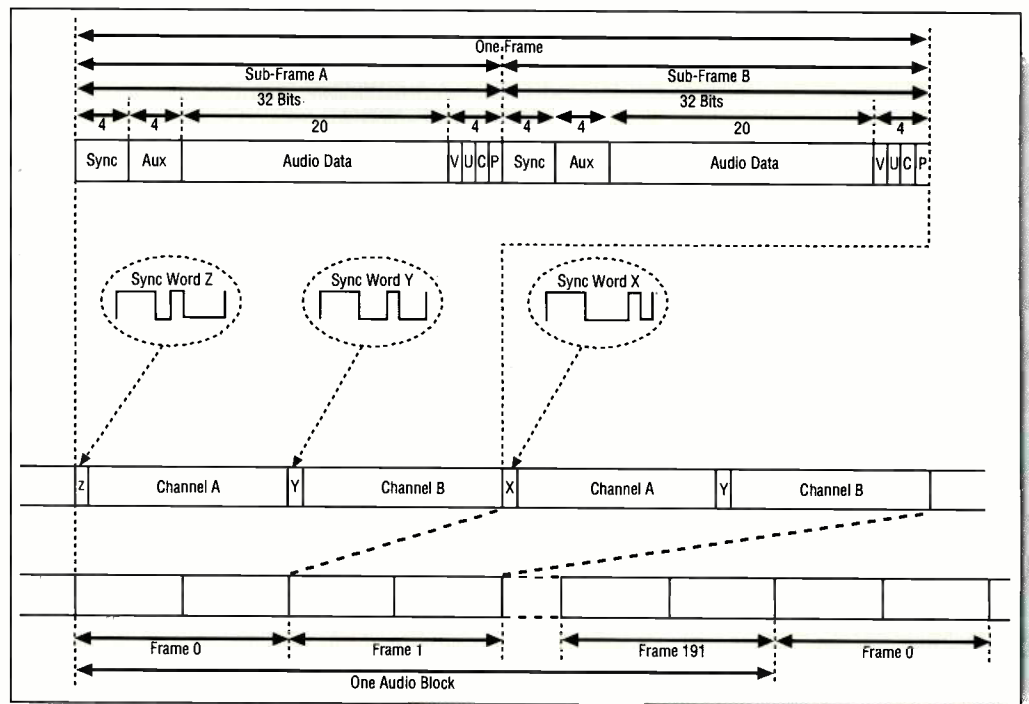 One Frame
Sub-Frame A Sub-Frame B
32 Bits 32 Bits
4 4 20 4 4 4 20 4
Sync Aux Audio Data V U C P Sync Aux Audio Data V U C P
Sync Word Z Sync Word Y Sync Word X
Z Channel A Y Channel B X Channel A Y Channel B
Frame 0 Frame 1 Frame 191 Frame 0
One Audio Block